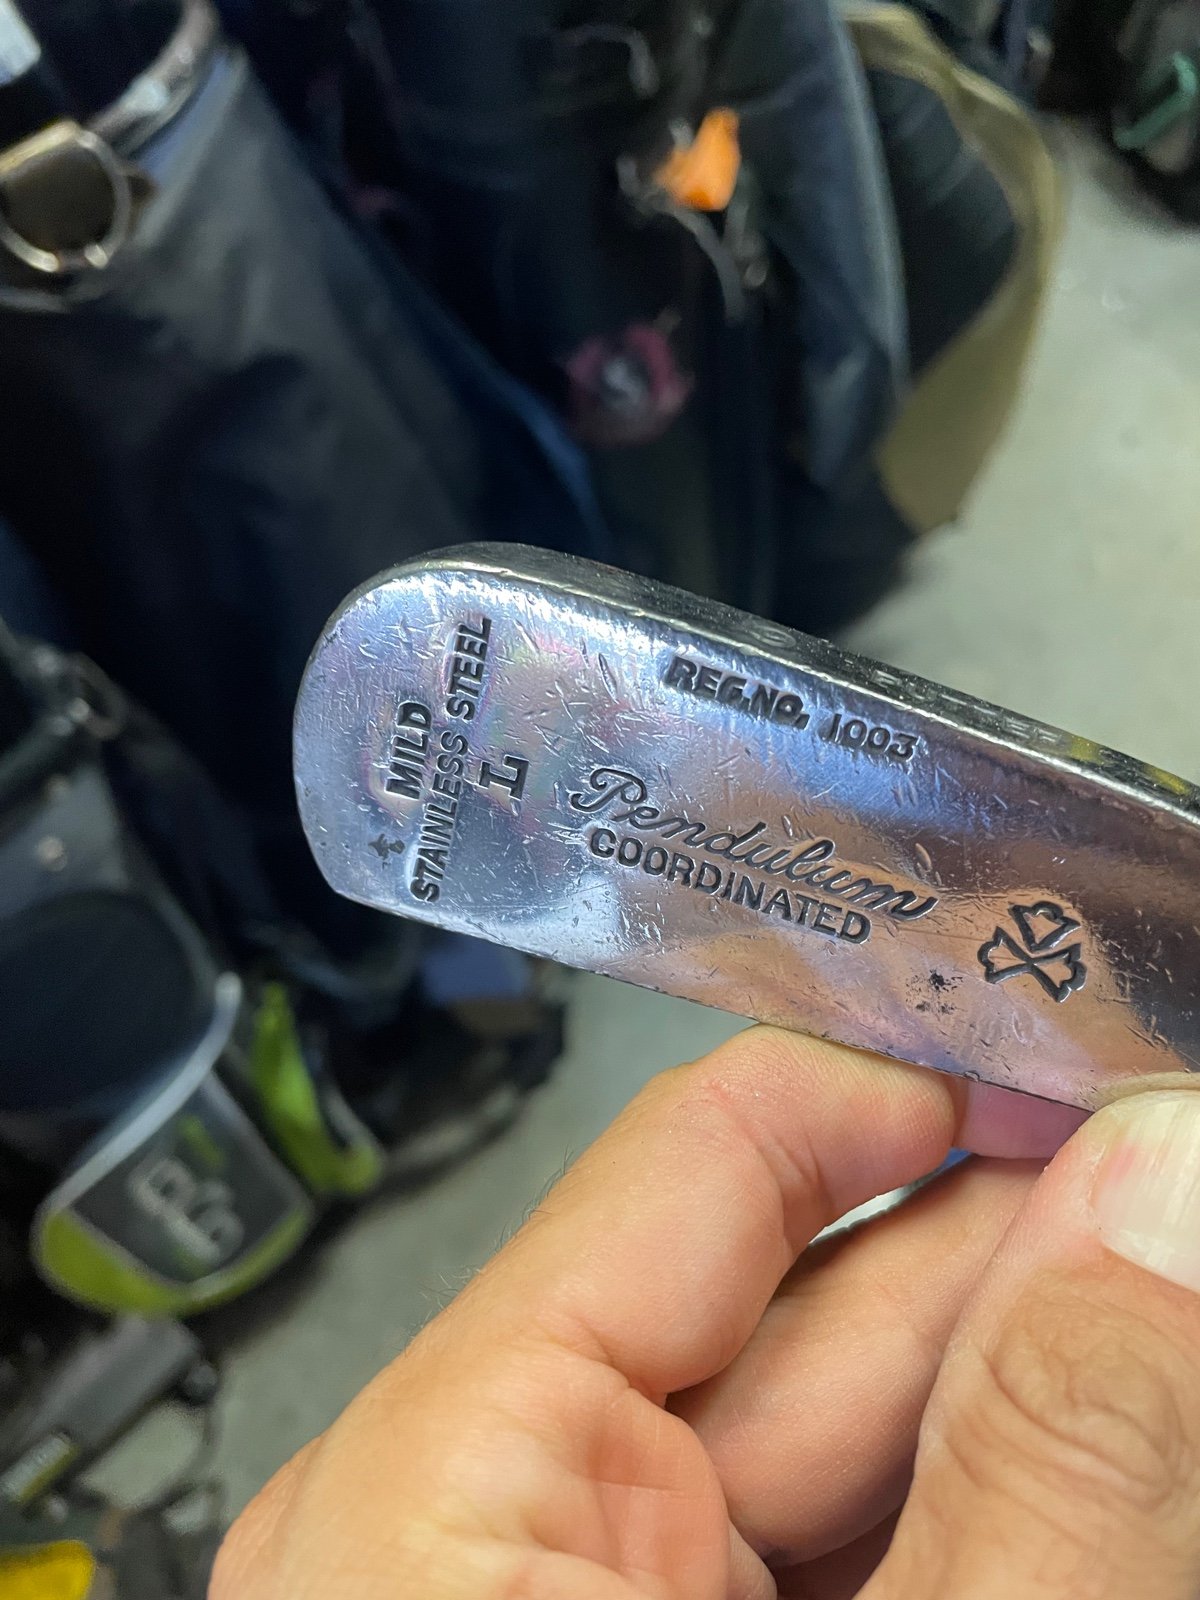 MILD
STAINLESS STEEL
L
REG. NO. 1003
Pendulum
COORDINATED